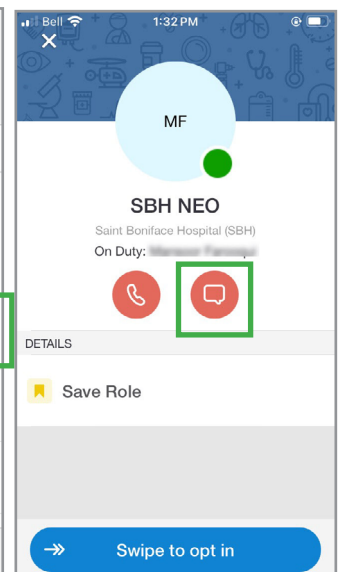 Bell 1:32 PM
MF
SBH NEO
Saint Boniface Hospital (SBH)
On Duty:
DETAILS
Save Role
Swipe to opt in